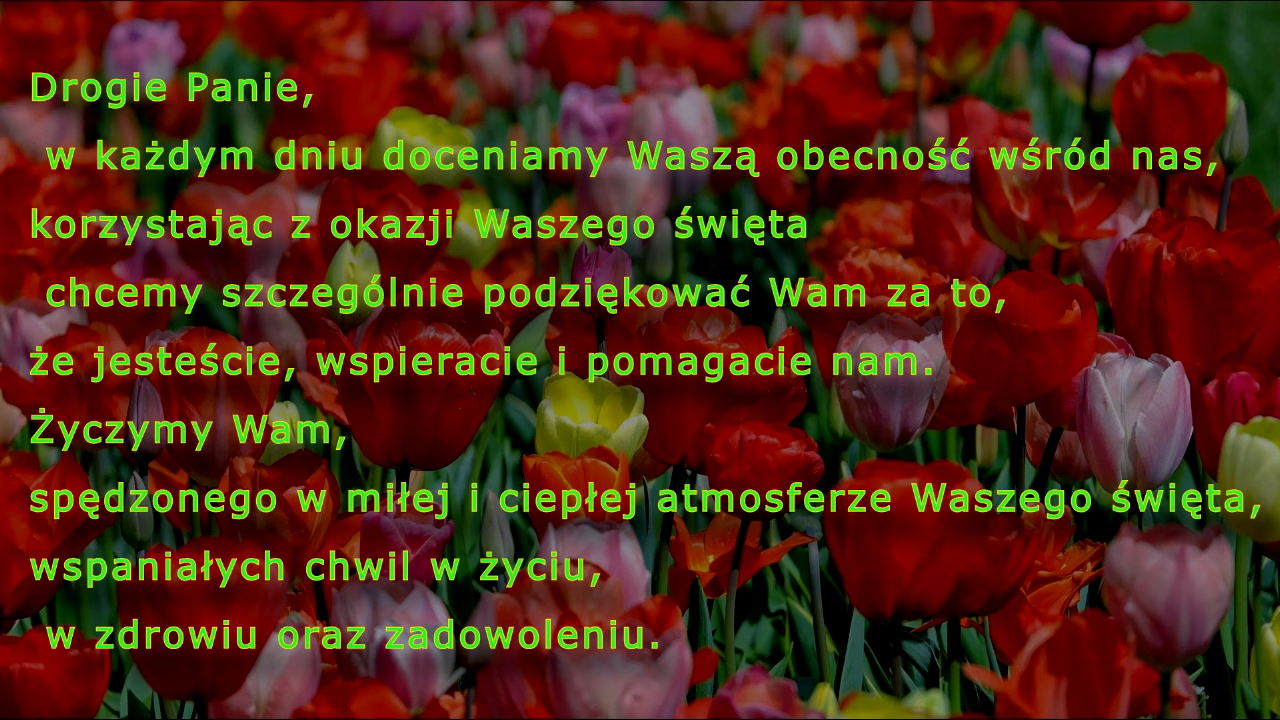 Drogie Panie,
w każdym dniu doceniamy Waszą obecność wśród nas,
korzystając z okazji Waszego święta
chcemy szczególnie podziękować Wam za to,
że jesteście, wspieracie i pomagacie nam.
Życzymy Wam,
spędzonego w miłej i ciepłej atmosferze Waszego święta,
wspaniałych chwil w życiu,
w zdrowiu oraz zadowoleniu.